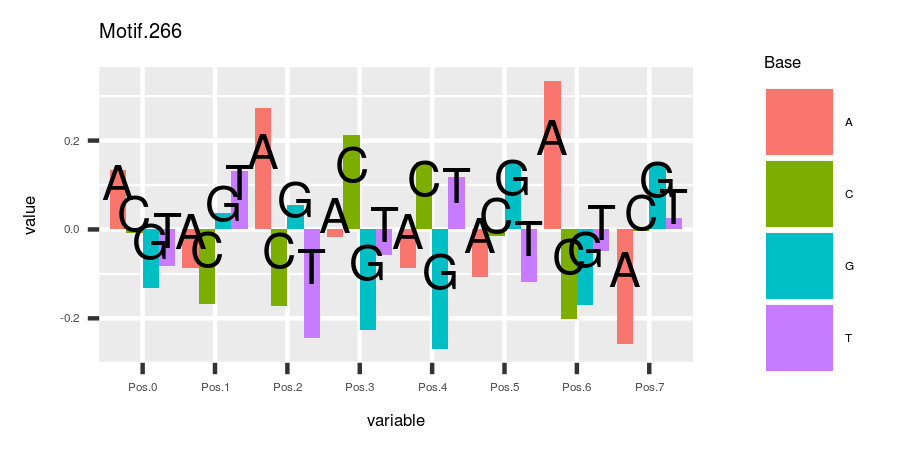 Motif.266
Base
A
C
G
T
value
0.2
0.0
-0.2
A C G T A C G T A C G T A C G T A C G T A C G T A C G T A C G T
Pos.0 Pos.1 Pos.2 Pos.3 Pos.4 Pos.5 Pos.6 Pos.7
variable